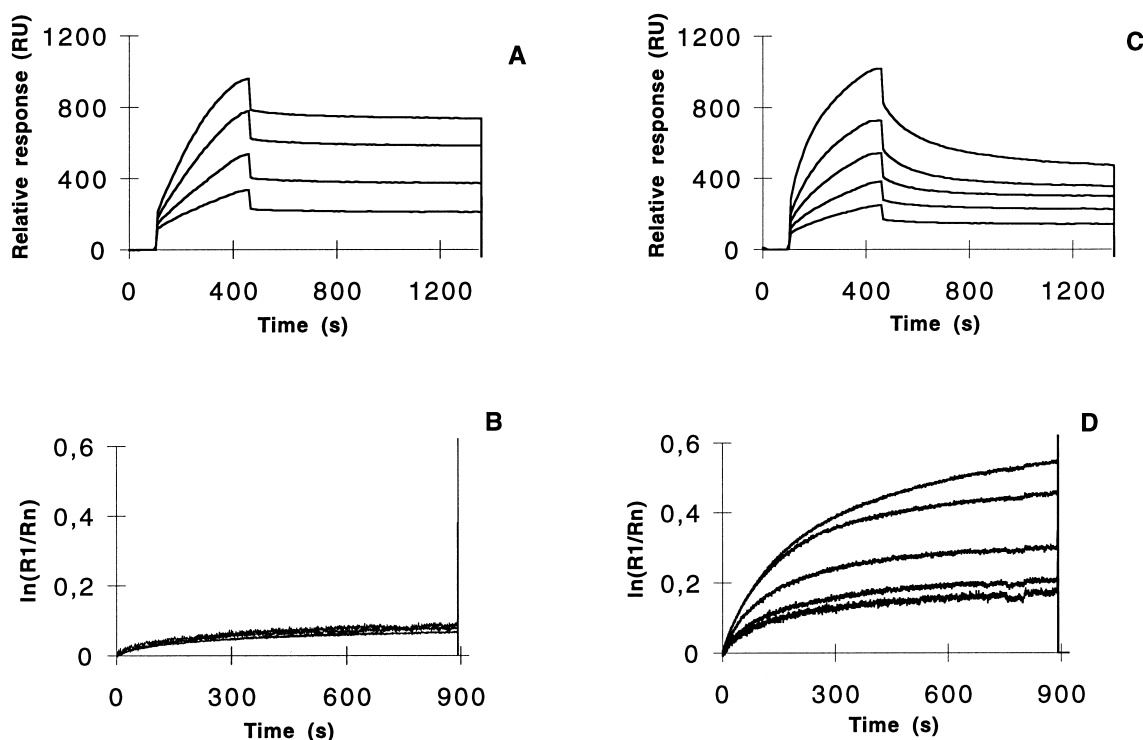 A
Relative response (RU)
1200
800
400
0
0 400 800 1200
Time (s)
C
Relative response (RU)
1200
800
400
0
0 400 800 1200
Time (s)
B
ln(R1/Rn)
0,6
0,4
0,2
0
0 300 600 900
Time (s)
D
ln(R1/Rn)
0,6
0,4
0,2
0
0 300 600 900
Time (s)